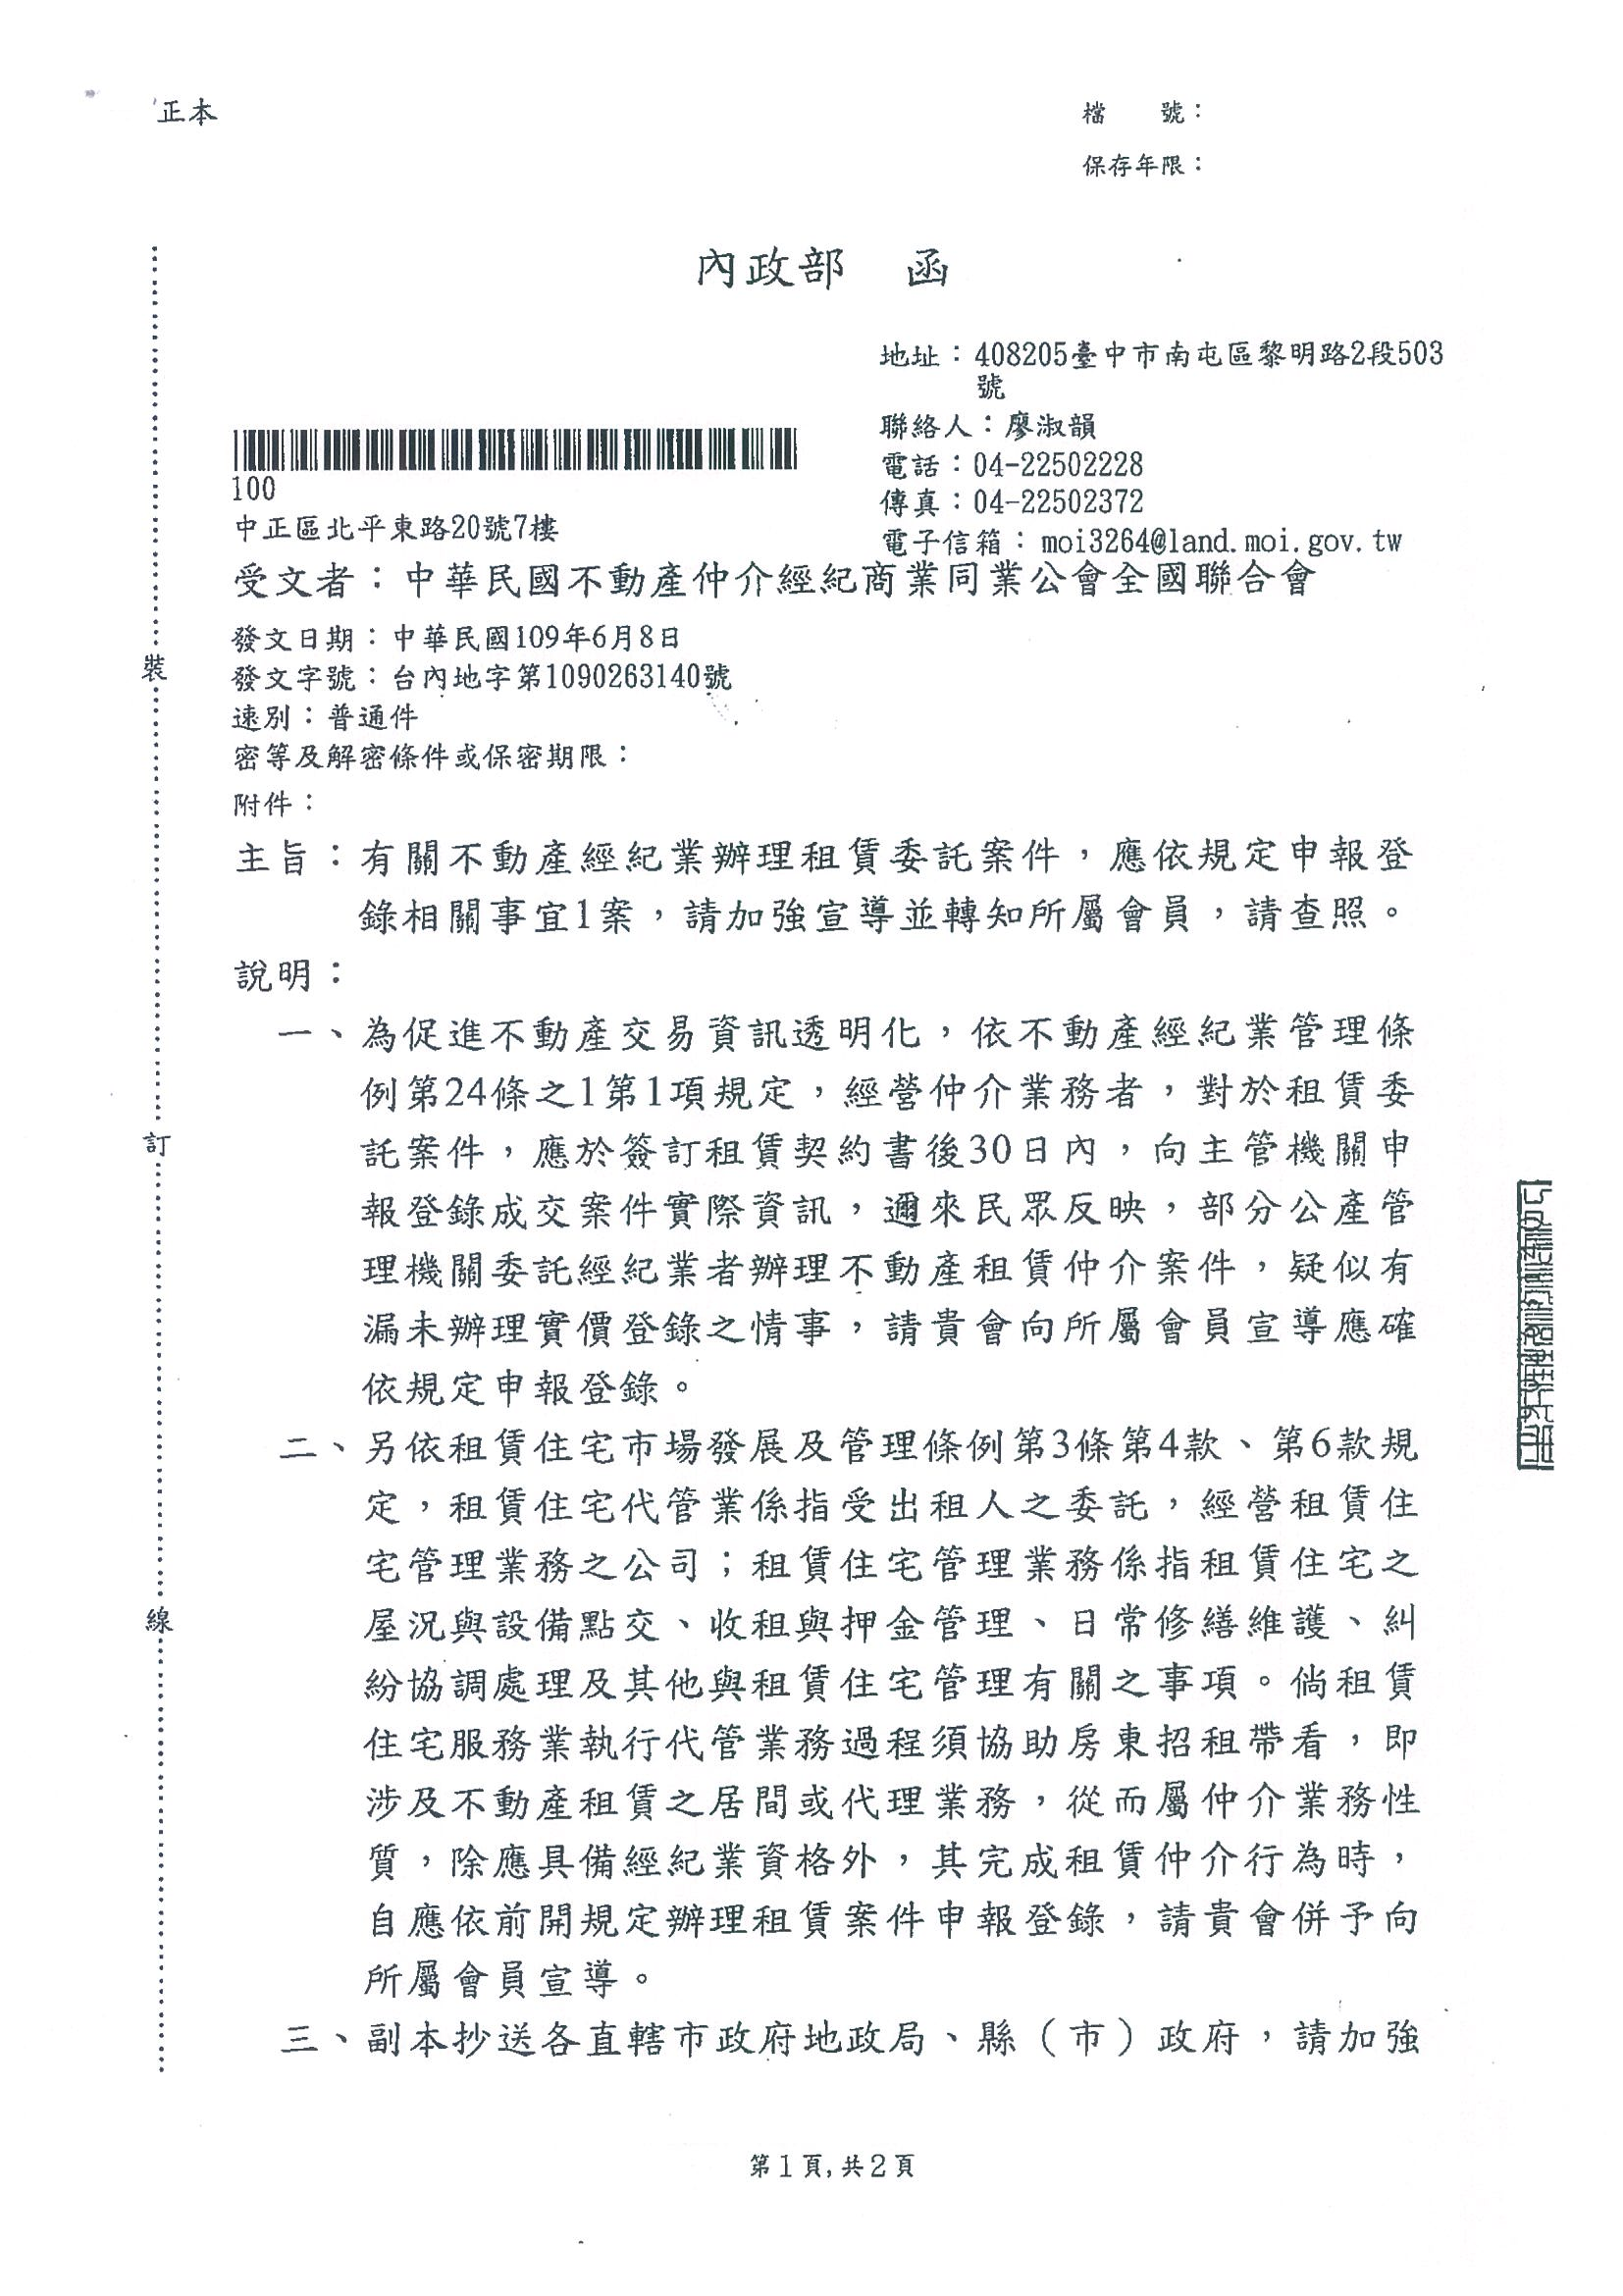 正本
檔　　號：
保存年限：
內政部　函
地址：408205臺中市南屯區黎明路2段503
號
聯絡人：廖淑韻
電話：04-22502228
傳真：04-22502372
電子信箱：moi3264@land.moi.gov.tw
100
中正區北平東路20號7樓
受文者：中華民國不動產仲介經紀商業同業公會全國聯合會
發文日期：中華民國109年6月8日
發文字號：台內地字第1090263140號
速別：普通件
密等及解密條件或保密期限：
附件：
主旨：有關不動產經紀業辦理租賃委託案件，應依規定申報登
錄相關事宜1案，請加強宣導並轉知所屬會員，請查照。
說明：
一、為促進不動產交易資訊透明化，依不動產經紀業管理條
例第24條之1第1項規定，經營仲介業務者，對於租賃委
託案件，應於簽訂租賃契約書後30日內，向主管機關申
報登錄成交案件實際資訊，邇來民眾反映，部分公產管
理機關委託經紀業者辦理不動產租賃仲介案件，疑似有
漏未辦理實價登錄之情事，請貴會向所屬會員宣導應確
依規定申報登錄。
二、另依租賃住宅市場發展及管理條例第3條第4款、第6款規
定，租賃住宅代管業係指受出租人之委託，經營租賃住
宅管理業務之公司；租賃住宅管理業務係指租賃住宅之
屋況與設備點交、收租與押金管理、日常修繕維護、糾
紛協調處理及其他與租賃住宅管理有關之事項。倘租賃
住宅服務業執行代管業務過程須協助房東招租帶看，即
涉及不動產租賃之居間或代理業務，從而屬仲介業務性
質，除應具備經紀業資格外，其完成租賃仲介行為時，
自應依前開規定辦理租賃案件申報登錄，請貴會併予向
所屬會員宣導。
三、副本抄送各直轄市政府地政局、縣（市）政府，請加強
裝
訂
線
第1頁,共2頁